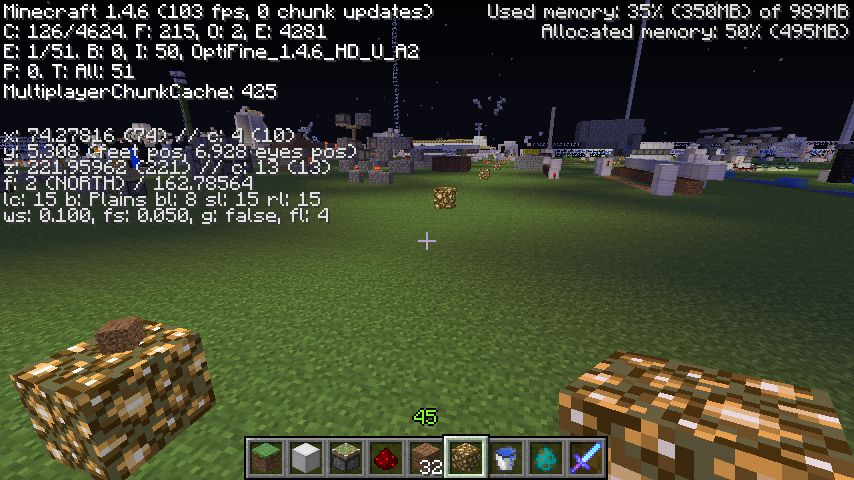 Minecraft 1.4.6 (103 fps, 0 chunk updates)
Used memory: 35% (350MB) of 989MB
C: 126/4624. F: 215, O: 2, E: 4281
Allocated memory: 50% (495MB)
E: 1/51. B: 0, I: 50, OptiFine_1.4.6_HD_U_A2
P: 0. T: All: 51
MultiplayerChunkCache: 425
x: 74.27816 (74) // c: 4 (10)
y: 5.308 (feet pos, 6.928 eyes pos)
z: 221.95962 (221) // c: 13 (13)
f: 2 (NORTH) / 162.78564
lc: 15 b: Plains bl: 8 sl: 15 rl: 15
ws: 0.100, fs: 0.050, g: false, fl: 4
45
32